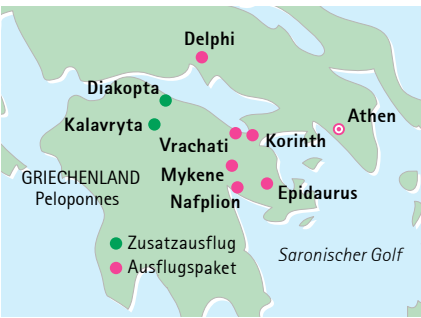 Delphi
Diakopta
Athen
Kalavryta
Vrachati
Korinth
Mykene
GRIECHENLAND
Peloponnes
Nafplion
Epidaurus
Zusatzausflug
Saronischer Golf
Ausflugspaket